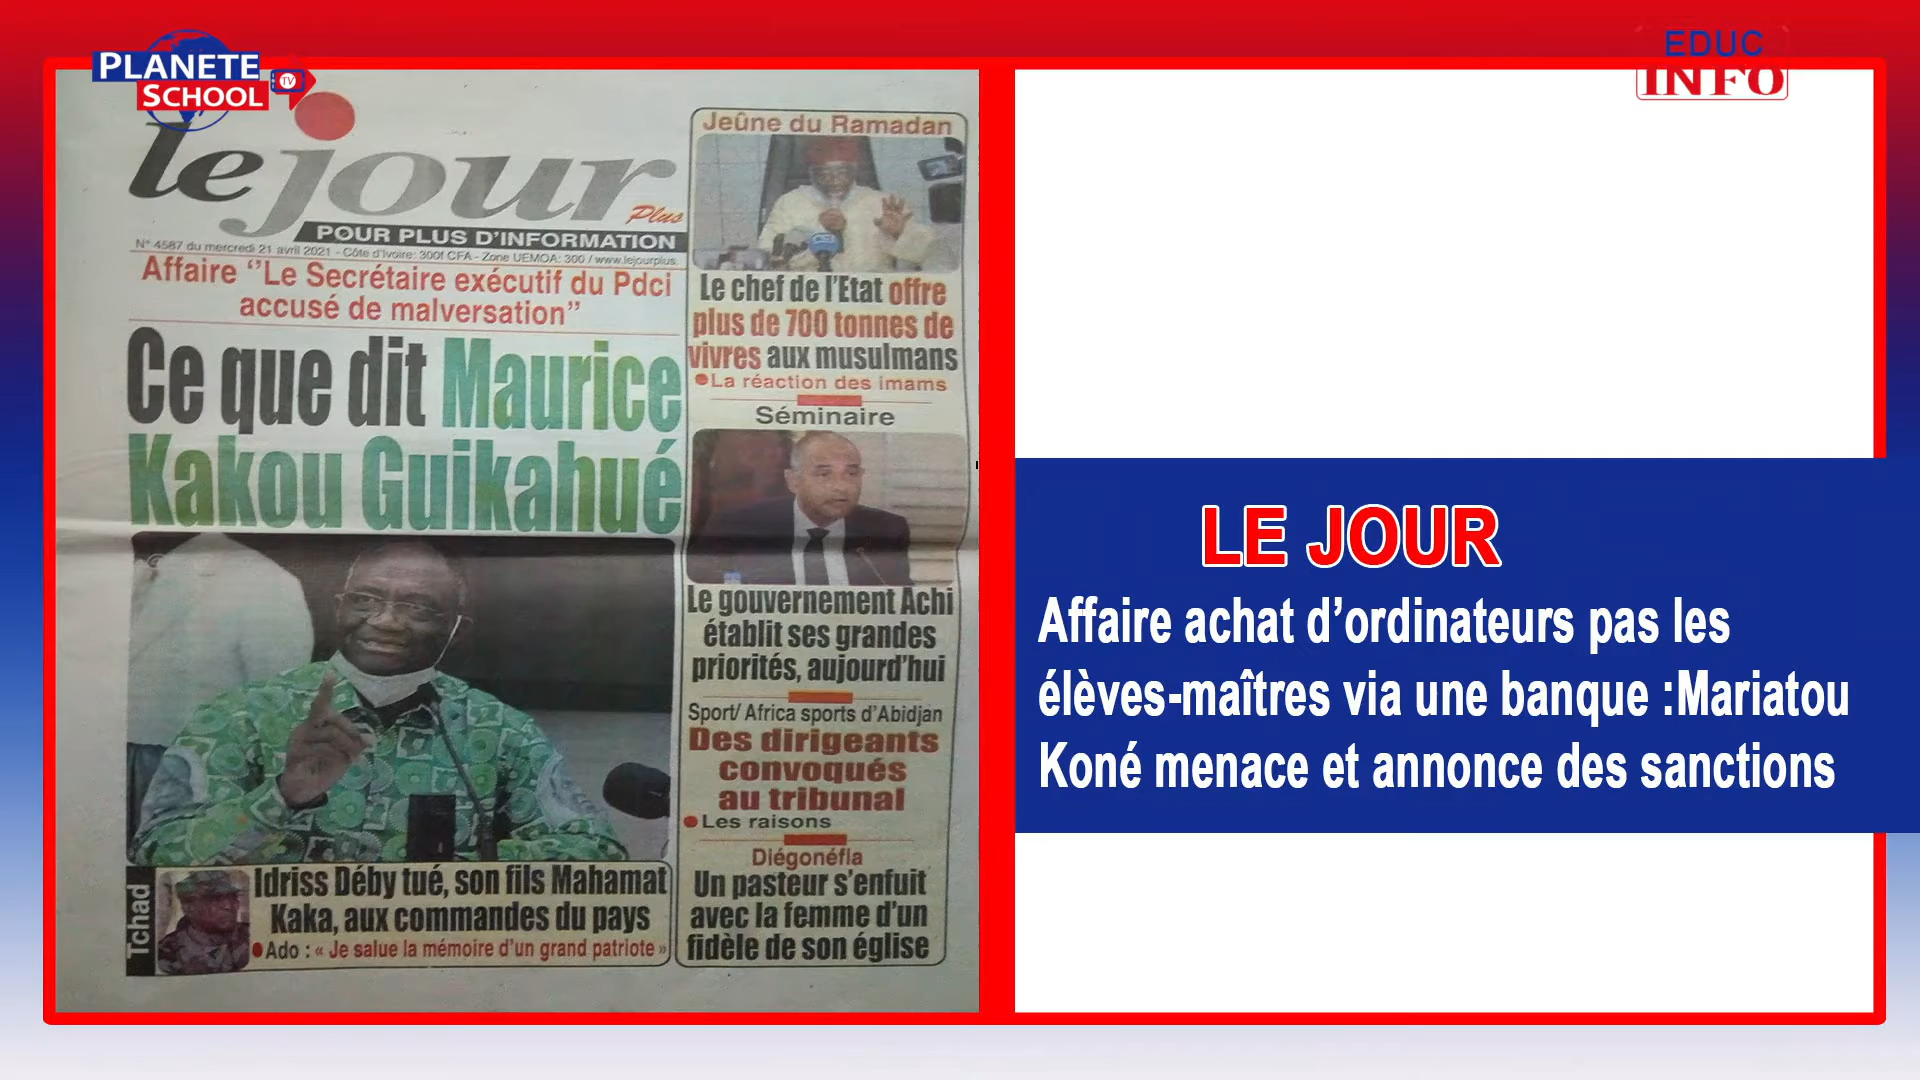 PLANETE
SCHOOL
TV
EDUC
INFO
le jour
Plus
POUR PLUS D'INFORMATION
N° 4587 du mercredi 21 avril 2021 - Côte d'Ivoire: 300f CFA - Zone UEMOA: 300 / www.lejourplus.
Affaire ‘’Le Secrétaire exécutif du Pdci
accusé de malversation’’
Ce que dit Maurice
Kakou Guikahué
Tchad
Idriss Déby tué, son fils Mahamat
Kaka, aux commandes du pays
●Ado : « Je salue la mémoire d'un grand patriote »
Jeûne du Ramadan
Le chef de l'Etat offre
plus de 700 tonnes de
vivres aux musulmans
●La réaction des imams
Séminaire
Le gouvernement Achi
établit ses grandes
priorités, aujourd'hui
Sport/ Africa sports d'Abidjan
Des dirigeants
convoqués
au tribunal
●Les raisons
Diégonéfla
Un pasteur s'enfuit
avec la femme d'un
fidèle de son église
LE JOUR
Affaire achat d’ordinateurs pas les
élèves-maîtres via une banque :Mariatou
Koné menace et annonce des sanctions